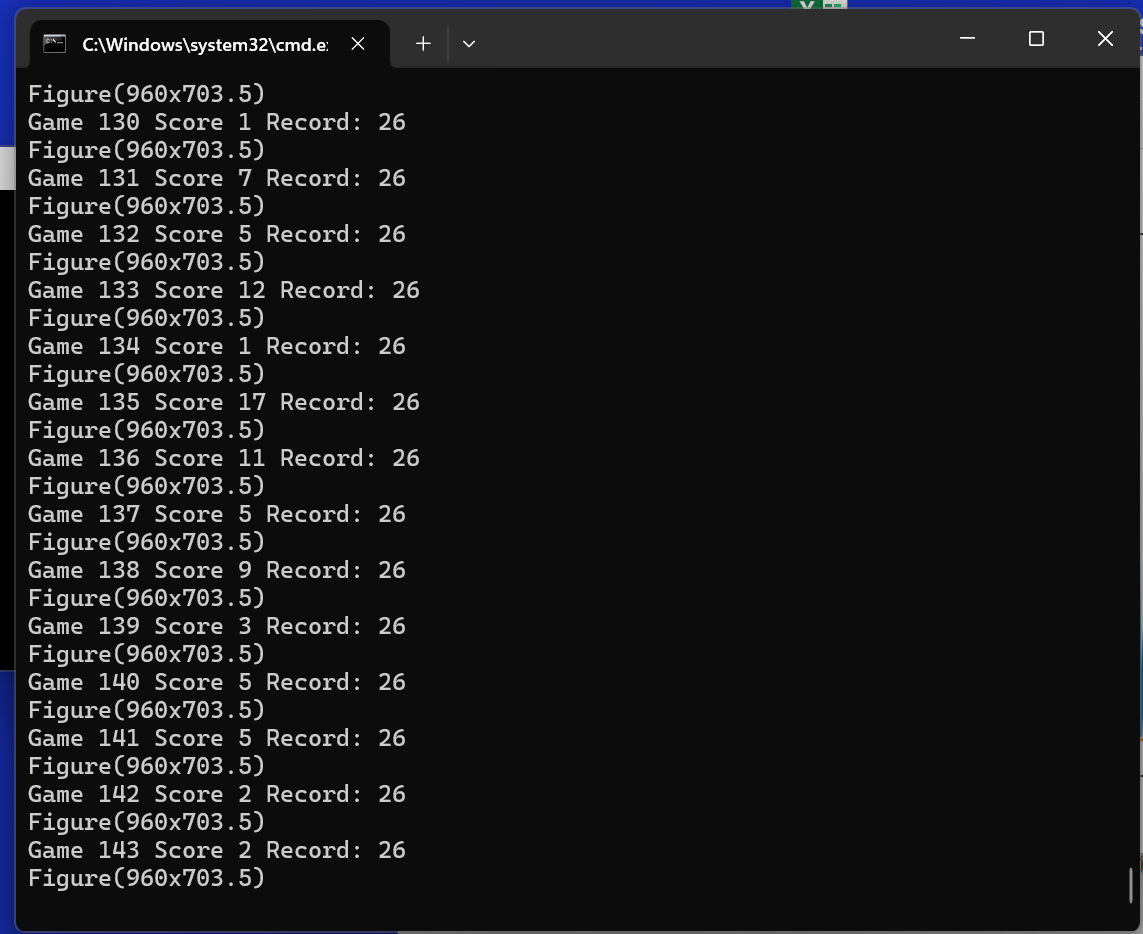 C:\Windows\system32\cmd.e
Figure(960x703.5)
Game 130 Score 1 Record: 26
Figure(960x703.5)
Game 131 Score 7 Record: 26
Figure(960x703.5)
Game 132 Score 5 Record: 26
Figure(960x703.5)
Game 133 Score 12 Record: 26
Figure(960x703.5)
Game 134 Score 1 Record: 26
Figure(960x703.5)
Game 135 Score 17 Record: 26
Figure(960x703.5)
Game 136 Score 11 Record: 26
Figure(960x703.5)
Game 137 Score 5 Record: 26
Figure(960x703.5)
Game 138 Score 9 Record: 26
Figure(960x703.5)
Game 139 Score 3 Record: 26
Figure(960x703.5)
Game 140 Score 5 Record: 26
Figure(960x703.5)
Game 141 Score 5 Record: 26
Figure(960x703.5)
Game 142 Score 2 Record: 26
Figure(960x703.5)
Game 143 Score 2 Record: 26
Figure(960x703.5)